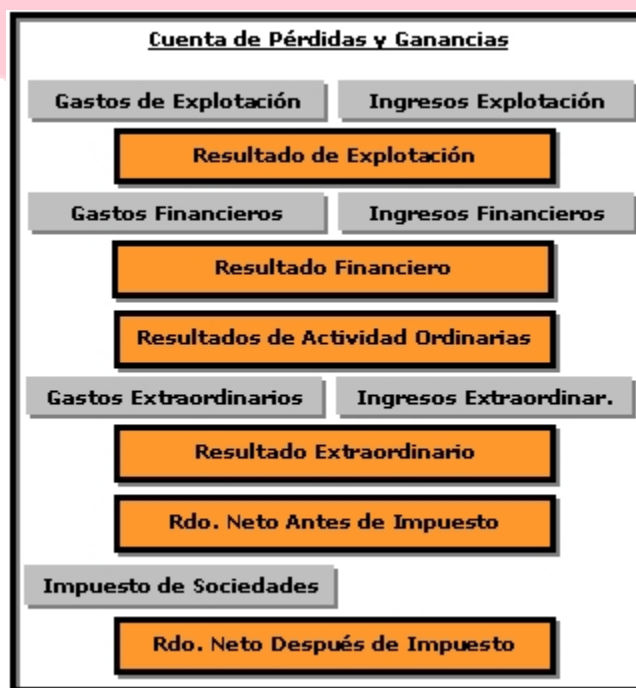 Cuenta de Pérdidas y Ganancias
Gastos de Explotación
Ingresos Explotación
Resultado de Explotación
Gastos Financieros
Ingresos Financieros
Resultado Financiero
Resultados de Actividad Ordinarias
Gastos Extraordinarios
Ingresos Extraordinar.
Resultado Extraordinario
Rdo. Neto Antes de Impuesto
Impuesto de Sociedades
Rdo. Neto Después de Impuesto